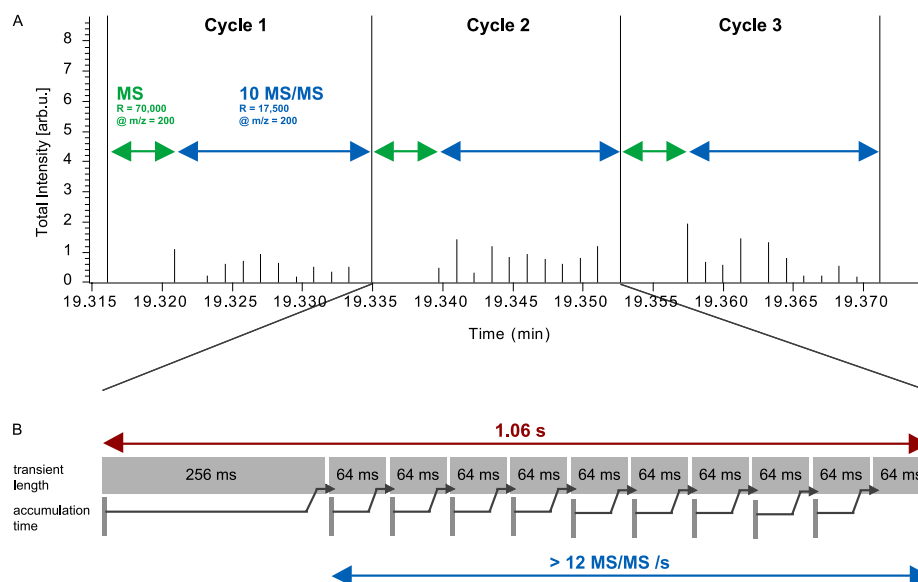 A
Cycle 1 Cycle 2 Cycle 3
8
7
6
5
4
3
2
1
0
Total Intensity [arb.u.]
MS
R = 70,000
@ m/z = 200
10 MS/MS
R = 17,500
@ m/z = 200
19.315 19.320 19.325 19.330 19.335 19.340 19.345 19.350 19.355 19.360 19.365 19.370
Time (min)
B
1.06 s
transient
length
256 ms 64 ms 64 ms 64 ms 64 ms 64 ms 64 ms 64 ms 64 ms 64 ms 64 ms
accumulation
time
> 12 MS/MS /s